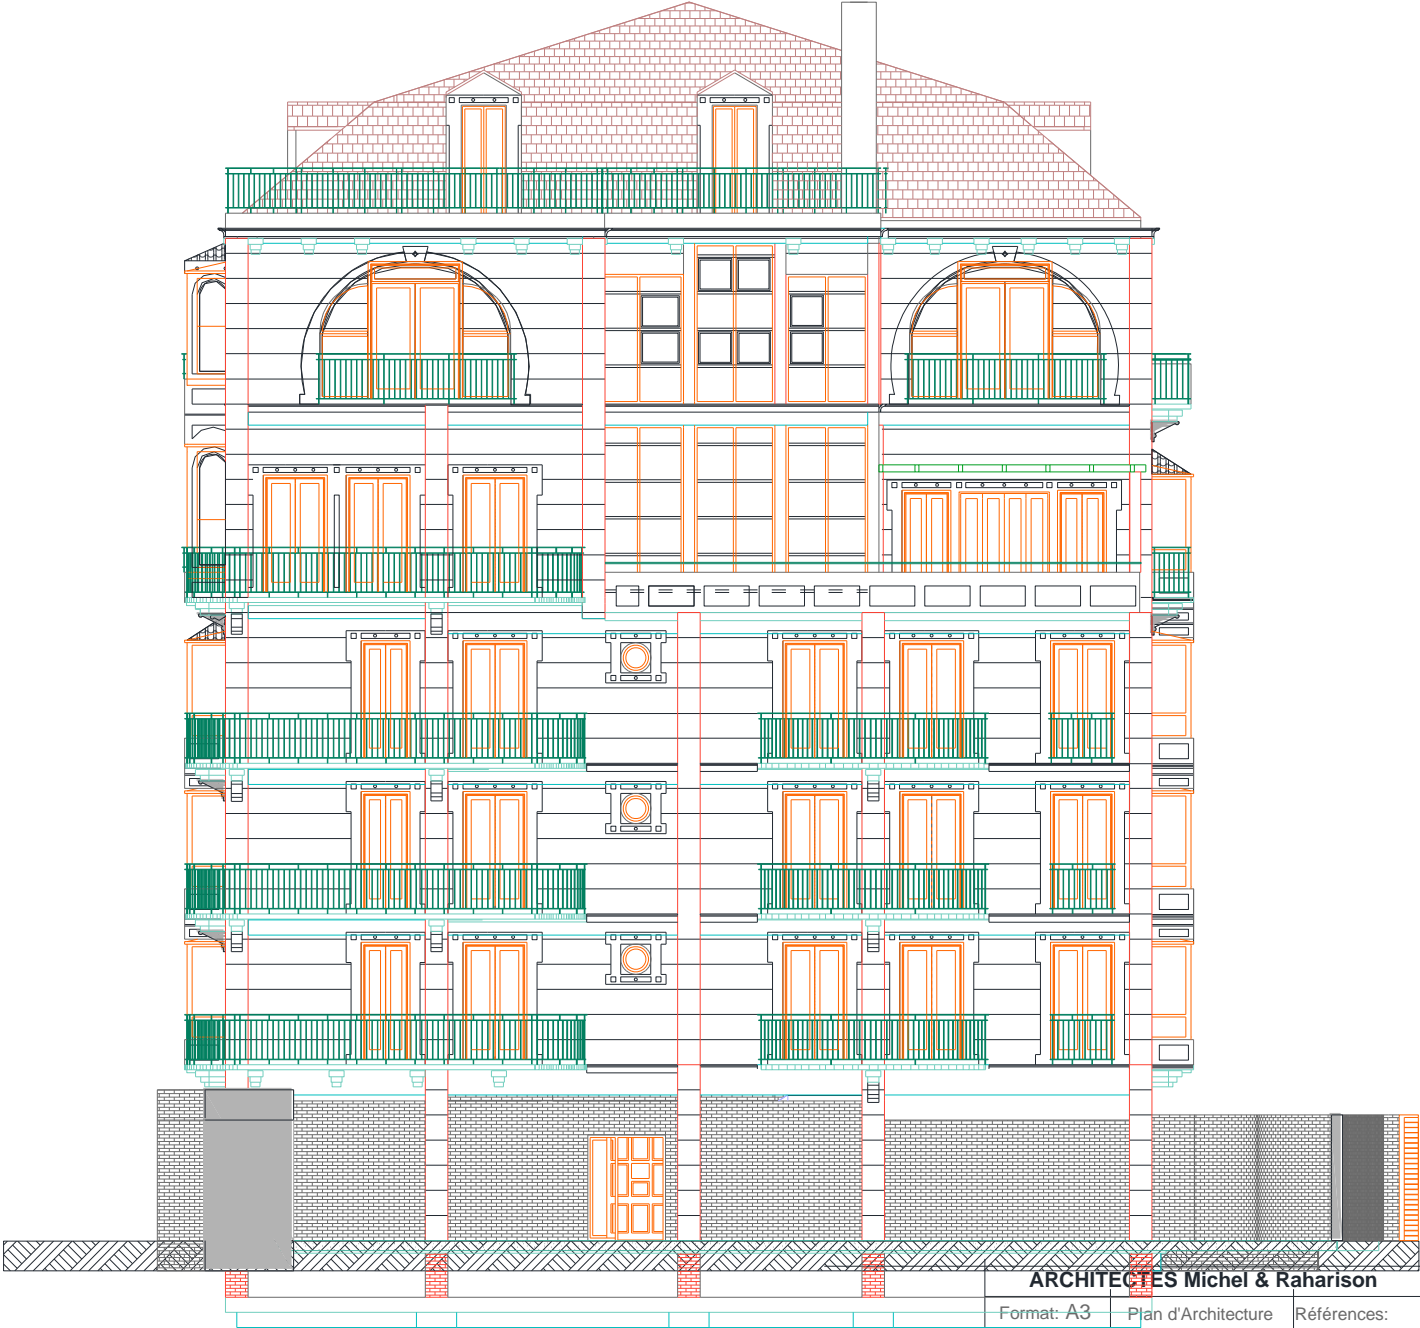 ARCHITECTES Michel & Raharison
Format: A3 Plan d'Architecture Références: